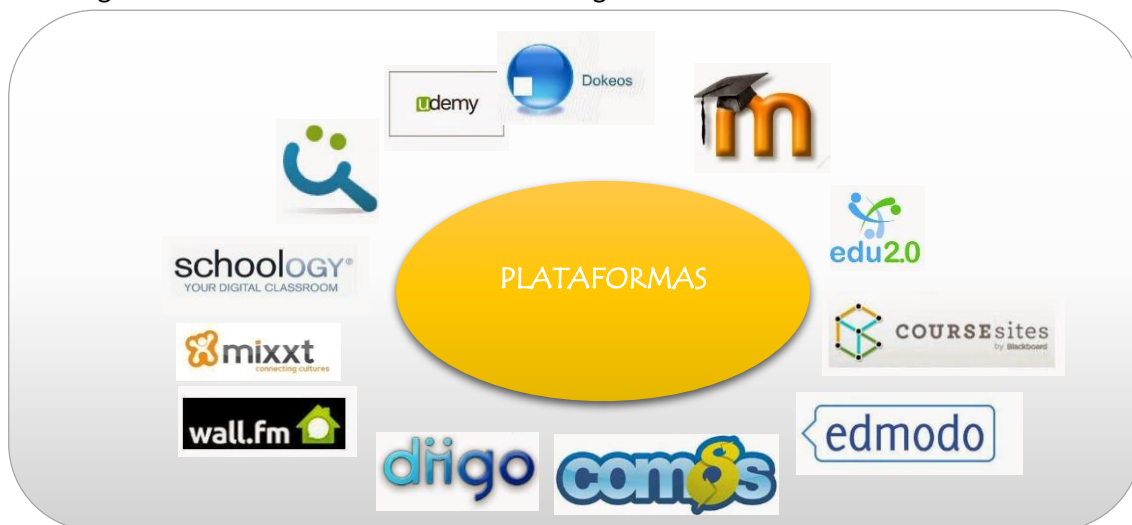 Dokeos
udemy
m
edu2.0
PLATAFORMAS
schoology®
YOUR DIGITAL CLASSROOM
COURSEsites
by Blackboard
mixxt
connecting cultures
wall.fm
edmodo
diigo
com8s